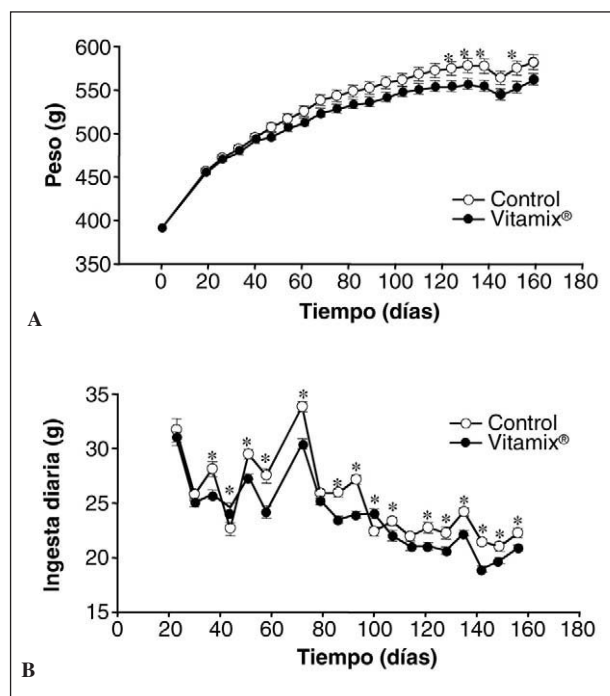 600
550
500
450
400
350
Peso (g)
* * * *
Control
Vitamix®
0 20 40 60 80 100 120 140 160 180
Tiempo (días)
A
35
30
25
20
15
Ingesta diaria (g)
* * * * * * * * * * * * * * * *
Control
Vitamix®
0 20 40 60 80 100 120 140 160 180
Tiempo (días)
B